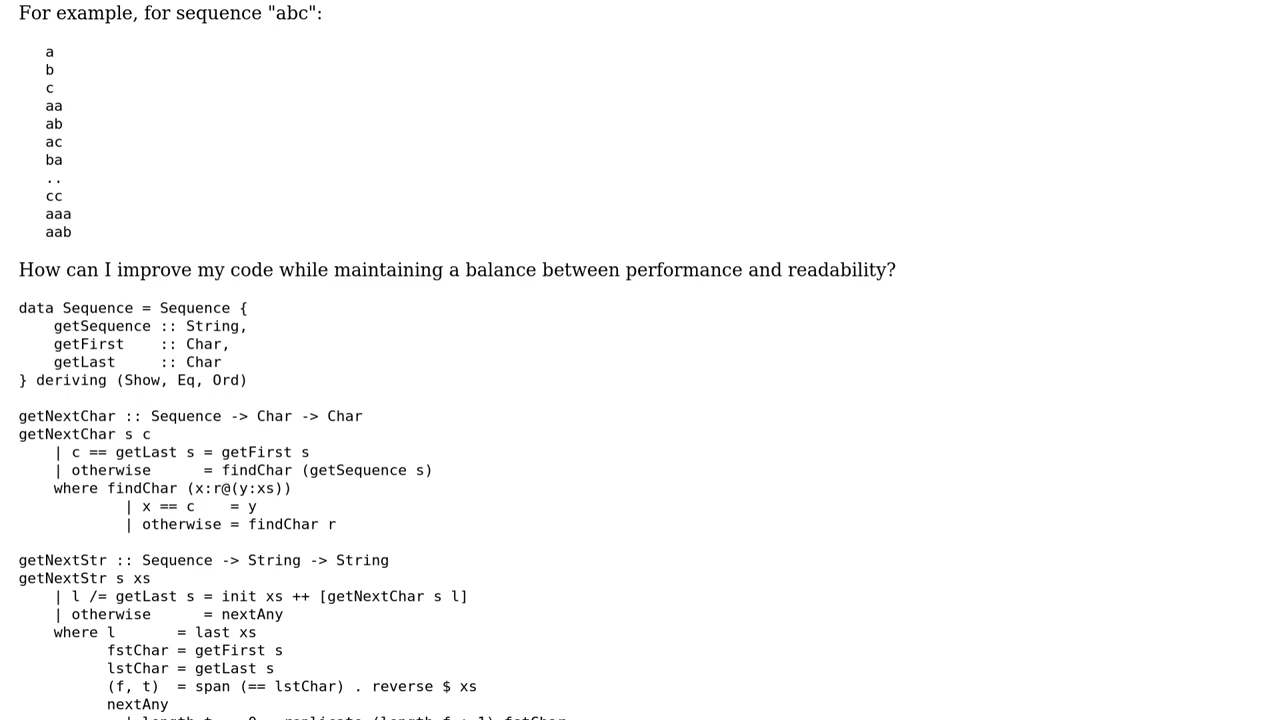 For example, for sequence "abc":
a
b
c
aa
ab
ac
ba
..
cc
aaa
aab
How can I improve my code while maintaining a balance between performance and readability?
data Sequence = Sequence {
    getSequence :: String,
    getFirst    :: Char,
    getLast     :: Char
} deriving (Show, Eq, Ord)
getNextChar :: Sequence -> Char -> Char
getNextChar s c
    | c == getLast s = getFirst s
    | otherwise      = findChar (getSequence s)
    where findChar (x:r@(y:xs))
            | x == c    = y
            | otherwise = findChar r
getNextStr :: Sequence -> String -> String
getNextStr s xs
    | l /= getLast s = init xs ++ [getNextChar s l]
    | otherwise      = nextAny
    where l       = last xs
          fstChar = getFirst s
          lstChar = getLast s
          (f, t)  = span (== lstChar) . reverse $ xs
          nextAny